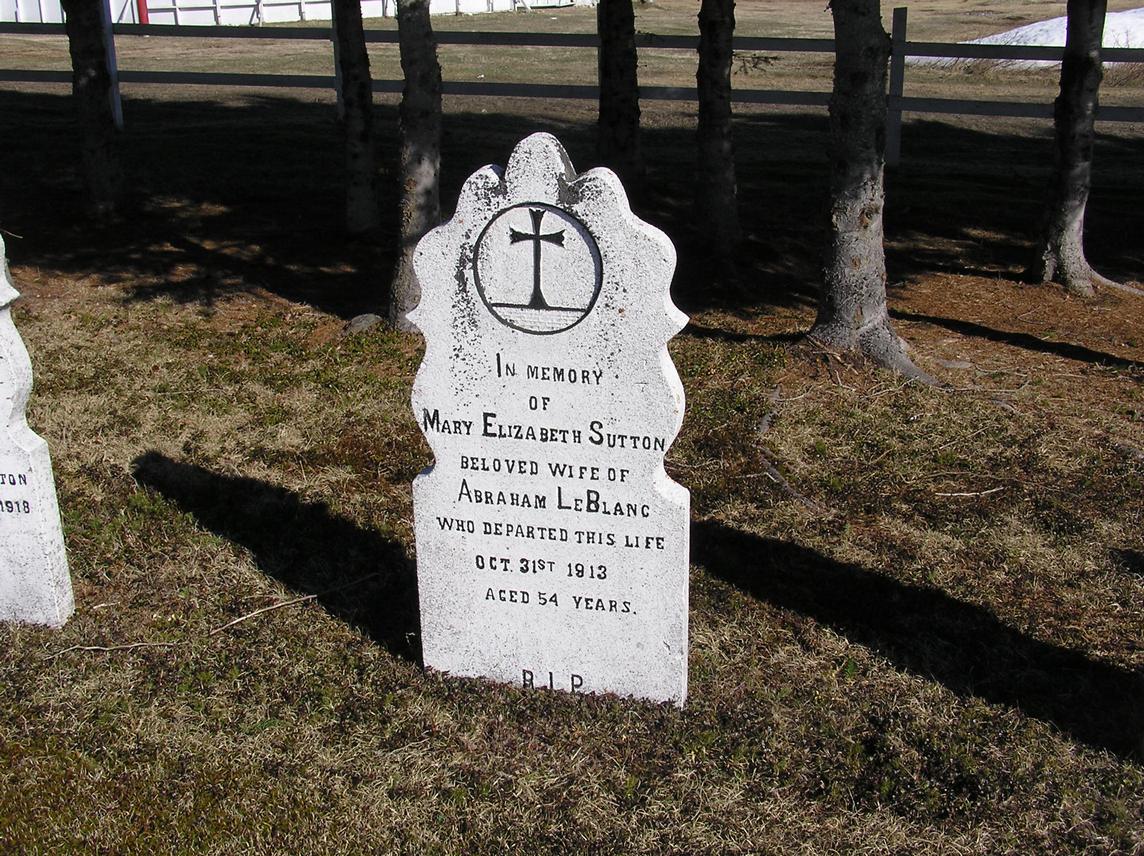 IN MEMORY
OF
MARY ELIZABETH SUTTON
BELOVED WIFE OF
ABRAHAM LEBLANC
WHO DEPARTED THIS LIFE
OCT. 31ST 1913
AGED 54 YEARS.
R.I.P.
TON
1918